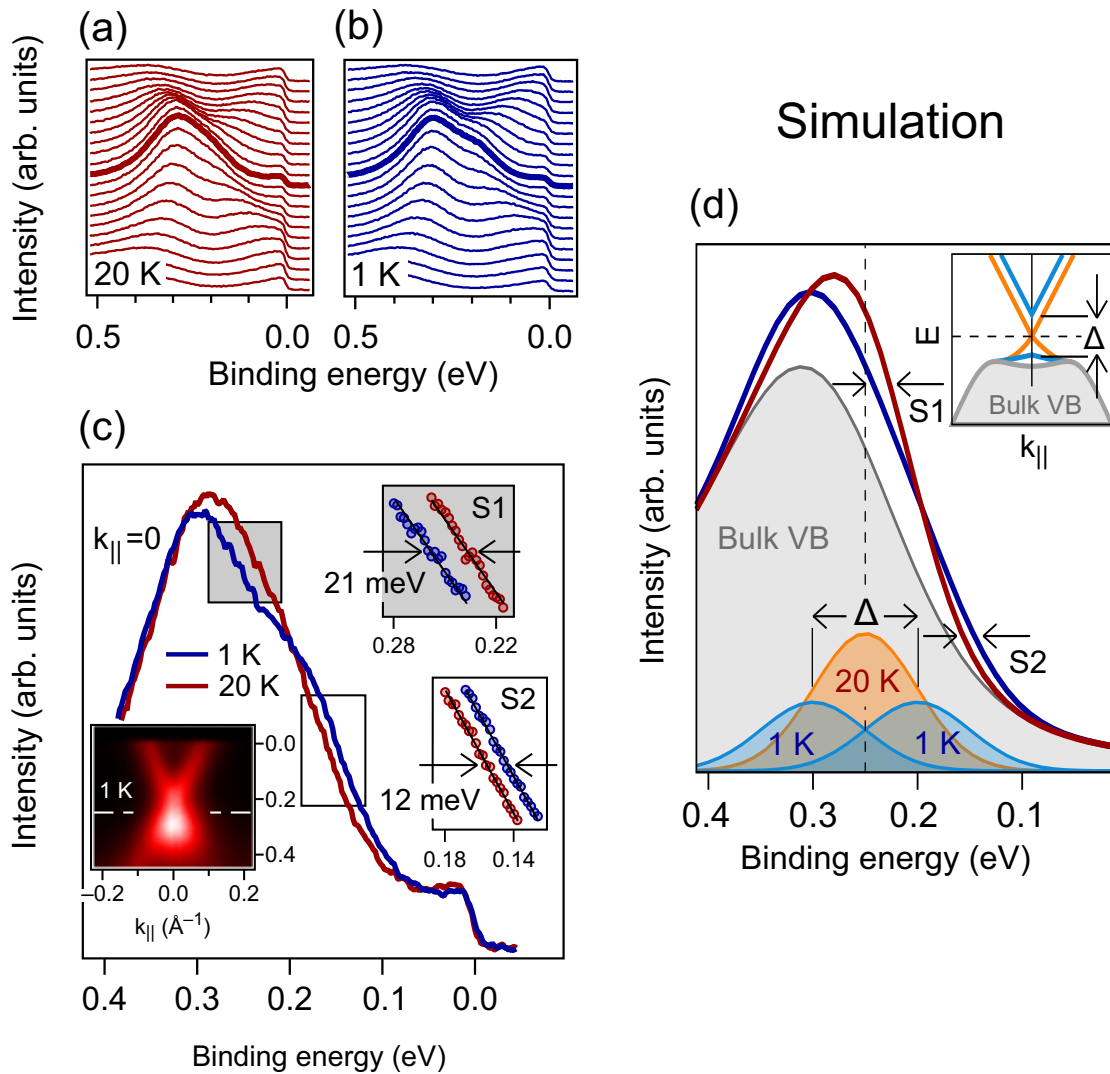 (a)
(b)
Intensity (arb. units)
20 K
1 K
0.5
0.0
0.5
0.0
Binding energy (eV)
Simulation
(c)
Intensity (arb. units)
k||=0
S1
21 meV
0.28
0.22
1 K
20 K
S2
12 meV
0.18
0.14
1 K
-0.0
-0.2
-0.4
−0.2
0.0
0.2
k|| (Å⁻¹)
0.4
0.3
0.2
0.1
0.0
Binding energy (eV)
(d)
Intensity (arb. units)
E
Δ
Bulk VB
k||
S1
Bulk VB
Δ
S2
20 K
1 K
1 K
0.4
0.3
0.2
0.1
Binding energy (eV)